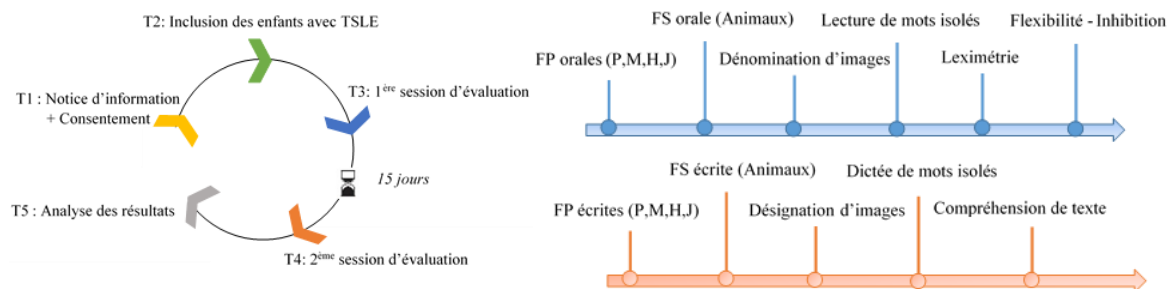 T2: Inclusion des enfants avec TSLE
T1 : Notice d'information
+ Consentement
T3: 1ère session d'évaluation
15 jours
T5 : Analyse des résultats
T4: 2ème session d'évaluation
FS orale (Animaux)
Lecture de mots isolés
Flexibilité - Inhibition
FP orales (P,M,H,J)
Dénomination d'images
Leximétrie
FS écrite (Animaux)
Dictée de mots isolés
FP écrites (P,M,H,J)
Désignation d'images
Compréhension de texte